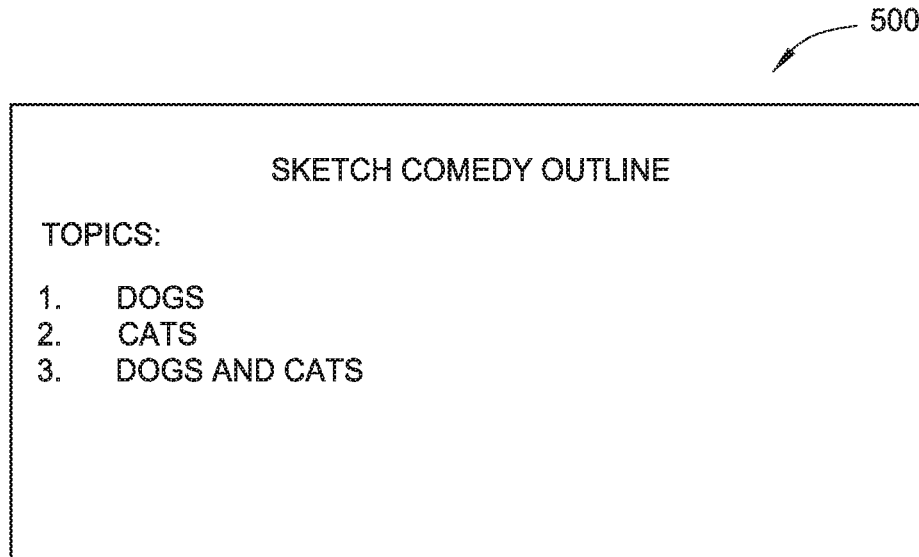 500
SKETCH COMEDY OUTLINE
TOPICS:
1. DOGS
2. CATS
3. DOGS AND CATS